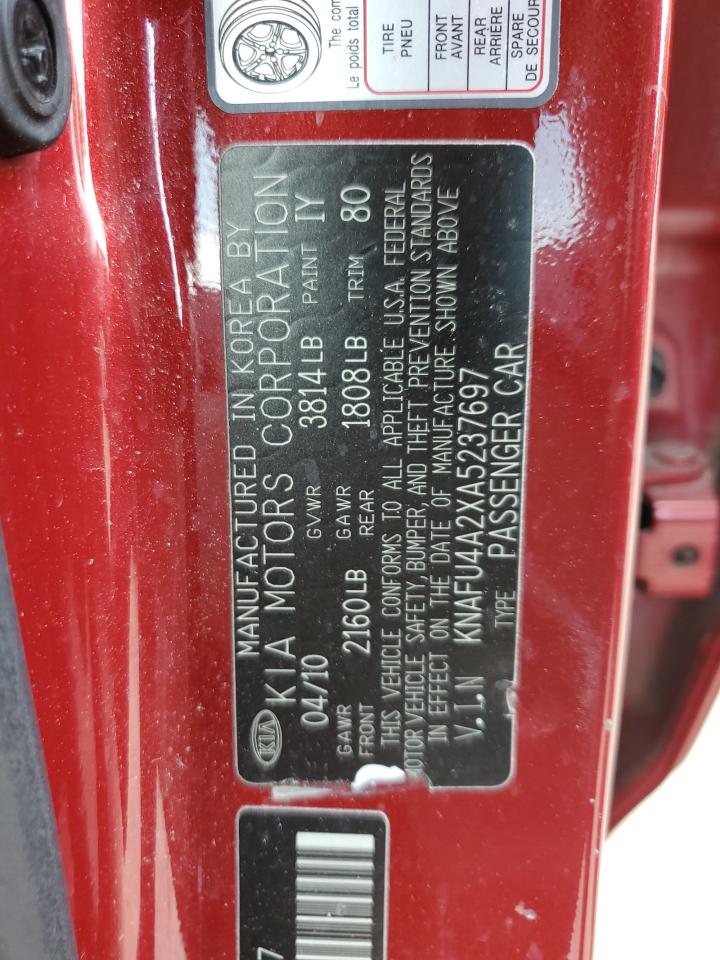 The com
Le poids total
TIRE
PNEU
FRONT
AVANT
REAR
ARRIÈRE
SPARE
DE SECOUR
MANUFACTURED IN KOREA BY
KIA KIA MOTORS CORPORATION
04/10 GVWR 3814LB PAINT IY
GAWR FRONT 2160LB GAWR REAR 1808LB TRIM 80
THIS VEHICLE CONFORMS TO ALL APPLICABLE U.S.A. FEDERAL
MOTOR VEHICLE SAFETY, BUMPER, AND THEFT PREVENTION STANDARDS
IN EFFECT ON THE DATE OF MANUFACTURE SHOWN ABOVE
V.I.N KNAFU4A2XA5237697
TYPE PASSENGER CAR
7